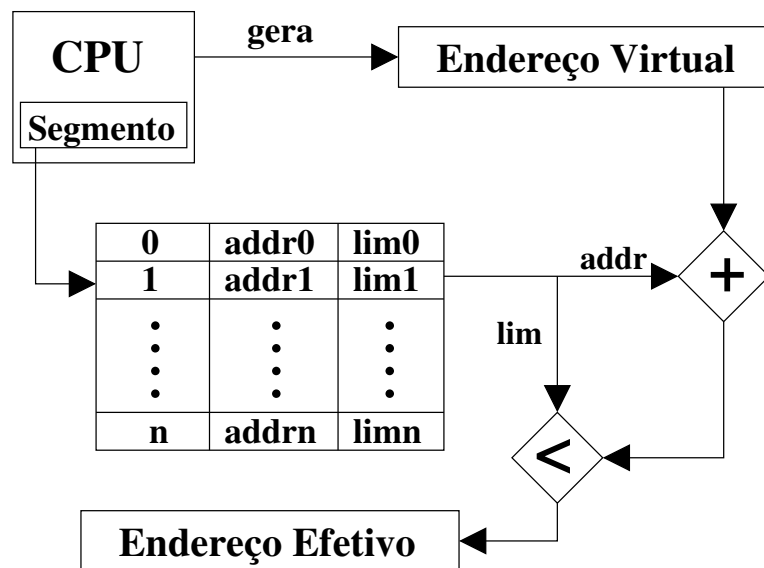 CPU
gera
Endereço Virtual
Segmento
0 addr0 lim0
1 addr1 lim1
addr
+
lim
n addrn limn
<
Endereço Efetivo